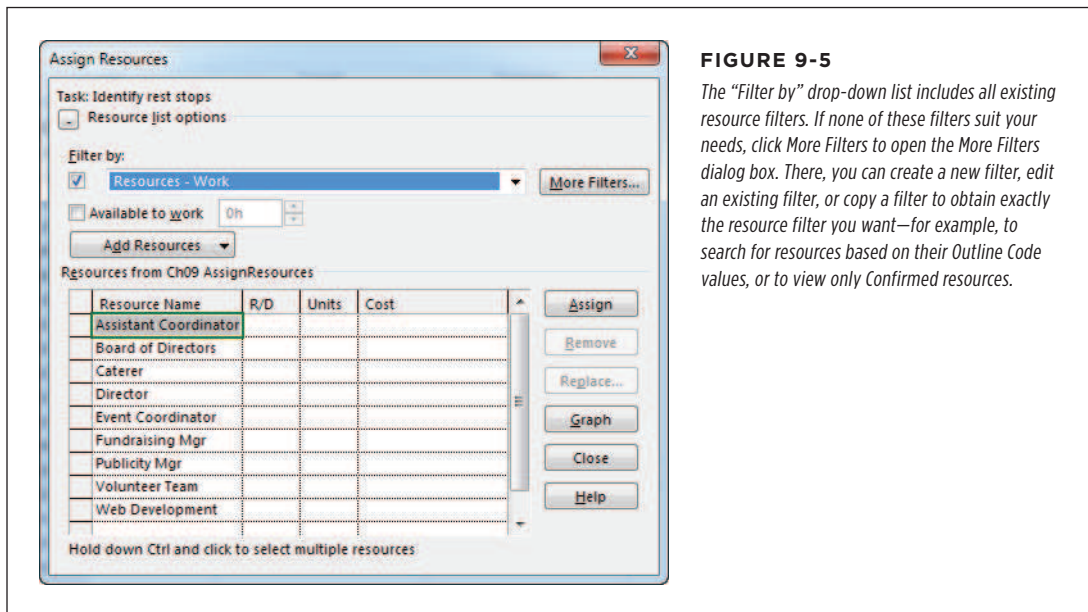 Assign Resources
Task: Identify rest stops
Resource list options
Filter by:
Resources - Work
More Filters...
Available to work 0h
Add Resources
Resources from Ch09 AssignResources
Resource Name R/D Units Cost
Assistant Coordinator
Board of Directors
Caterer
Director
Event Coordinator
Fundraising Mgr
Publicity Mgr
Volunteer Team
Web Development
Assign
Remove
Replace...
Graph
Close
Help
Hold down Ctrl and click to select multiple resources
FIGURE 9-5
The “Filter by” drop-down list includes all existing
resource filters. If none of these filters suit your
needs, click More Filters to open the More Filters
dialog box. There, you can create a new filter, edit
an existing filter, or copy a filter to obtain exactly
the resource filter you want—for example, to
search for resources based on their Outline Code
values, or to view only Confirmed resources.